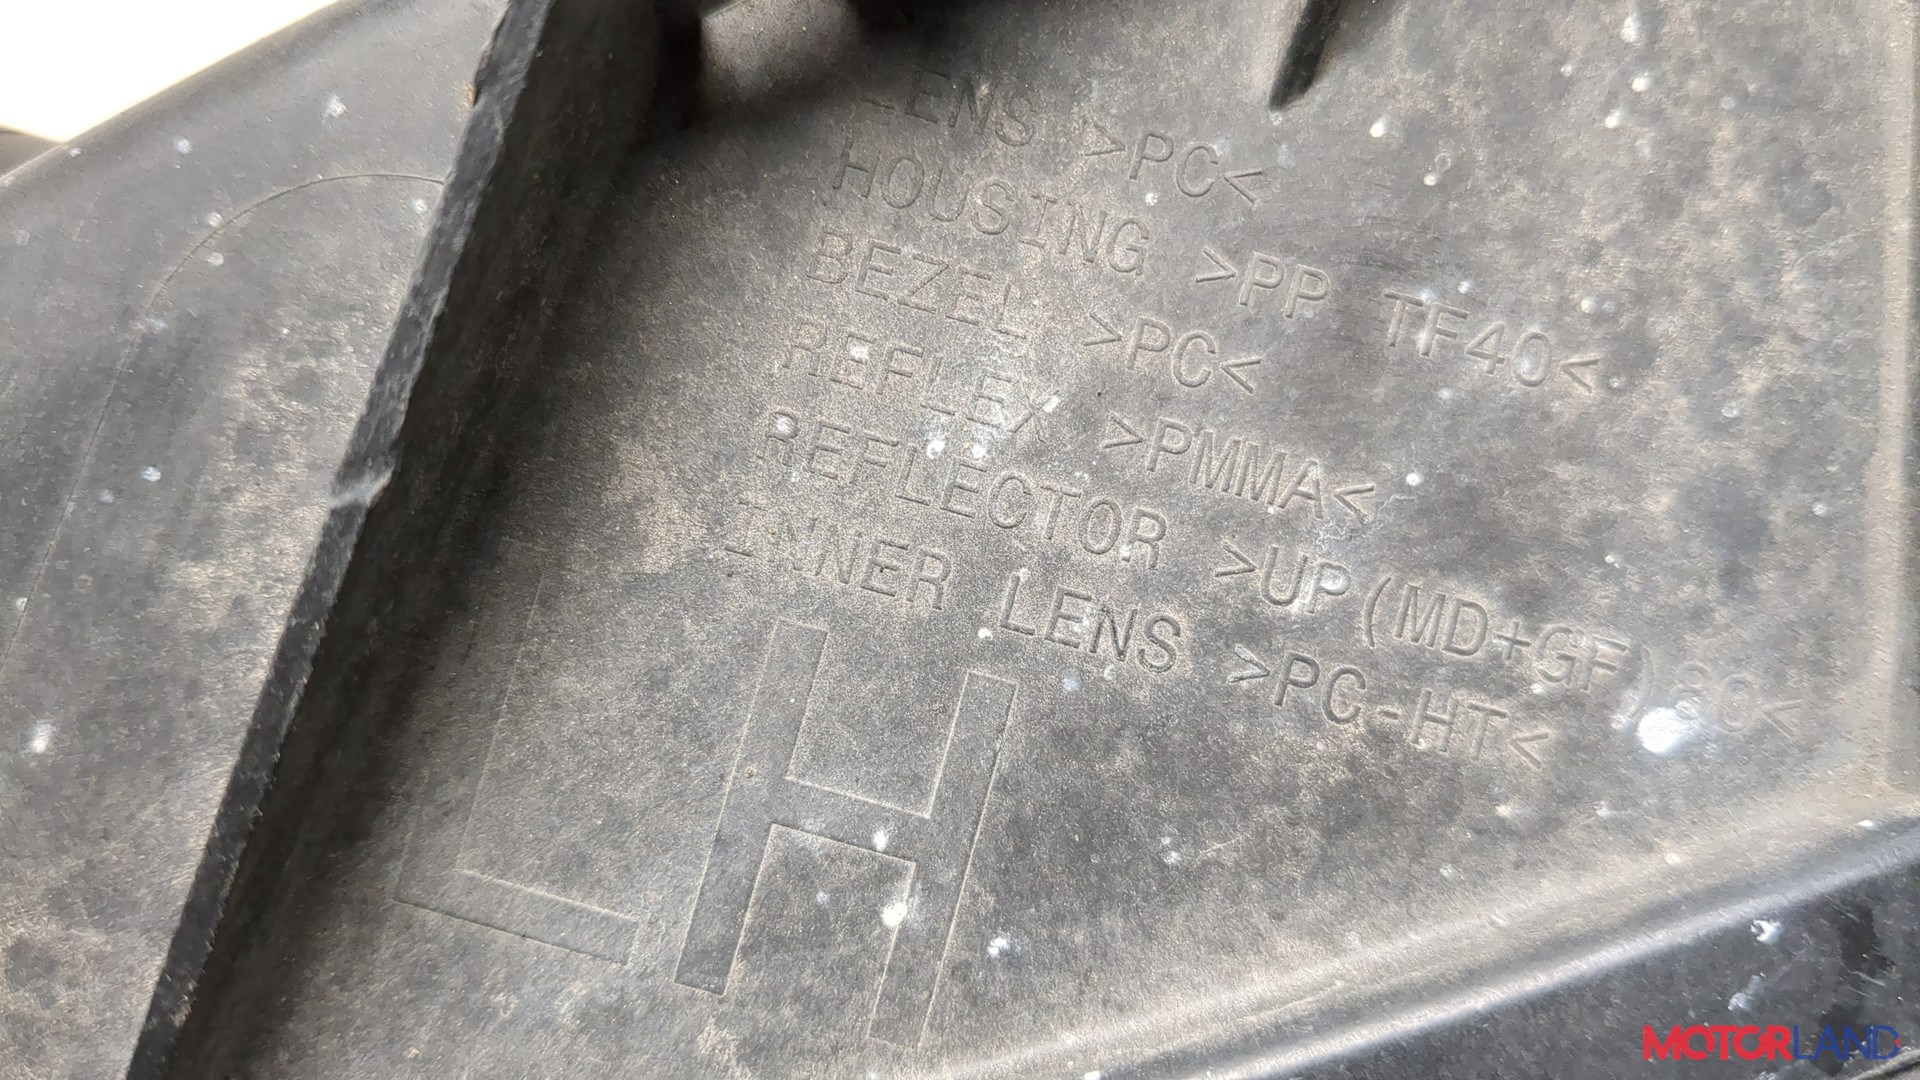 LENS >PC<
HOUSING >PP TF40<
BEZEL >PC<
REFLEX >PMMA<
REFLECTOR >UP(MD+GF)80<
INNER LENS >PC-HT<
LH
MOTORLAND